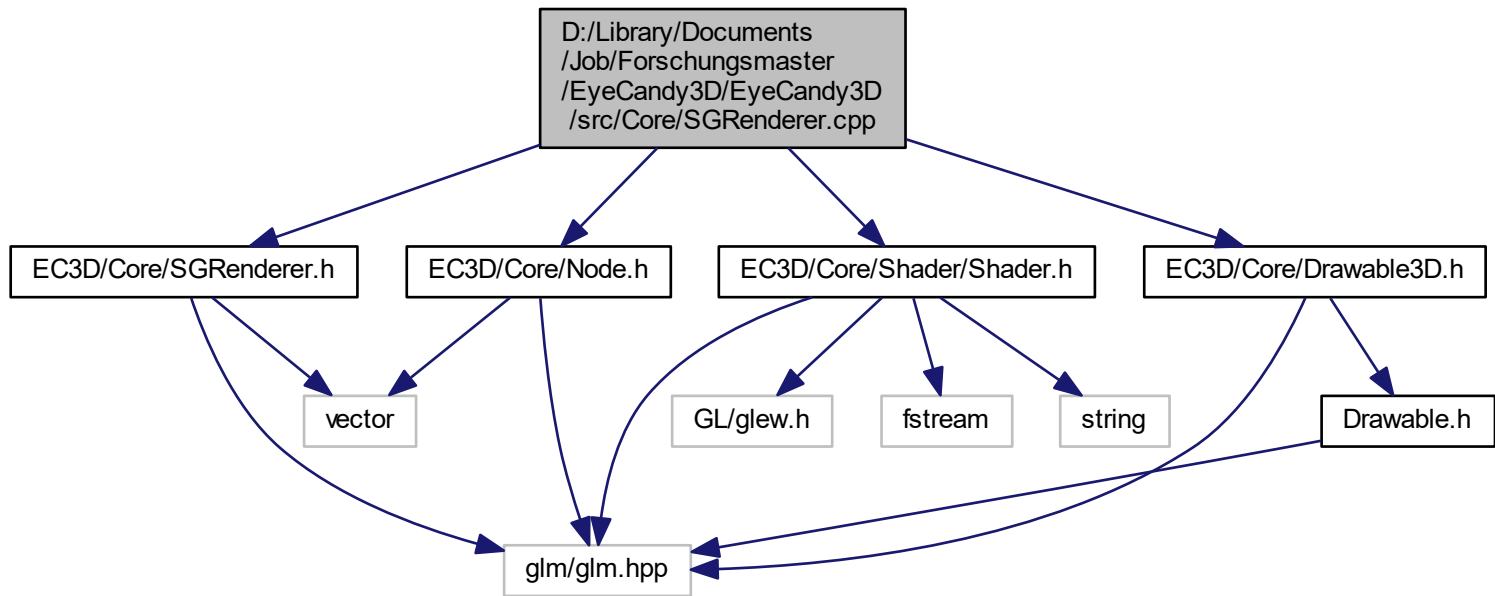 D:/Library/Documents
/Job/Forschungsmaster
/EyeCandy3D/EyeCandy3D
/src/Core/SGRenderer.cpp
EC3D/Core/SGRenderer.h
EC3D/Core/Node.h
EC3D/Core/Shader/Shader.h
EC3D/Core/Drawable3D.h
vector
GL/glew.h
fstream
string
Drawable.h
glm/glm.hpp